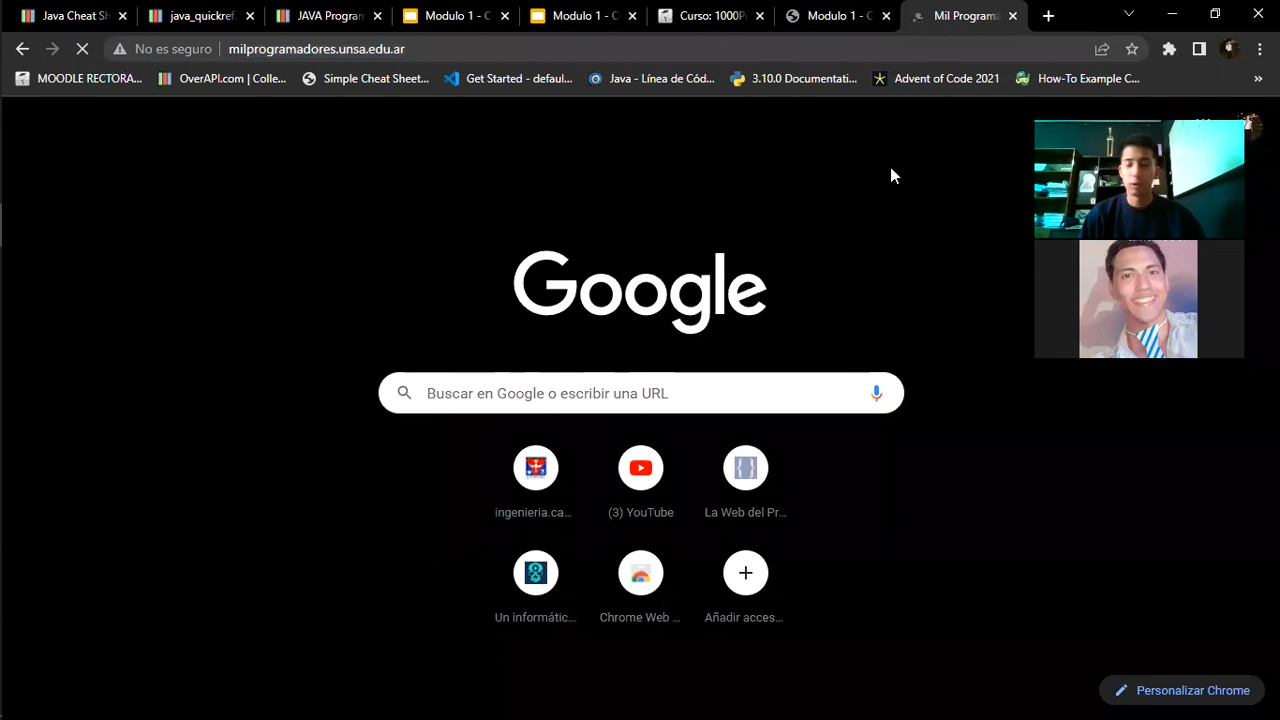 Java Cheat Sh
java_quickref.
JAVA Program
Modulo 1 - C
Modulo 1 - C
Curso: 1000P
Modulo 1 - C
Mil Programa
No es seguro
milprogramadores.unsa.edu.ar
MOODLE RECTORA...
OverAPI.com | Colle...
Simple Cheat Sheet...
Get Started - defaul...
Java - Línea de Cód...
3.10.0 Documentati...
Advent of Code 2021
How-To Example C...
»
Google
Buscar en Google o escribir una URL
ingenieria.ca...
(3) YouTube
La Web del Pr...
Un informátic...
Chrome Web ...
Añadir acces...
Personalizar Chrome